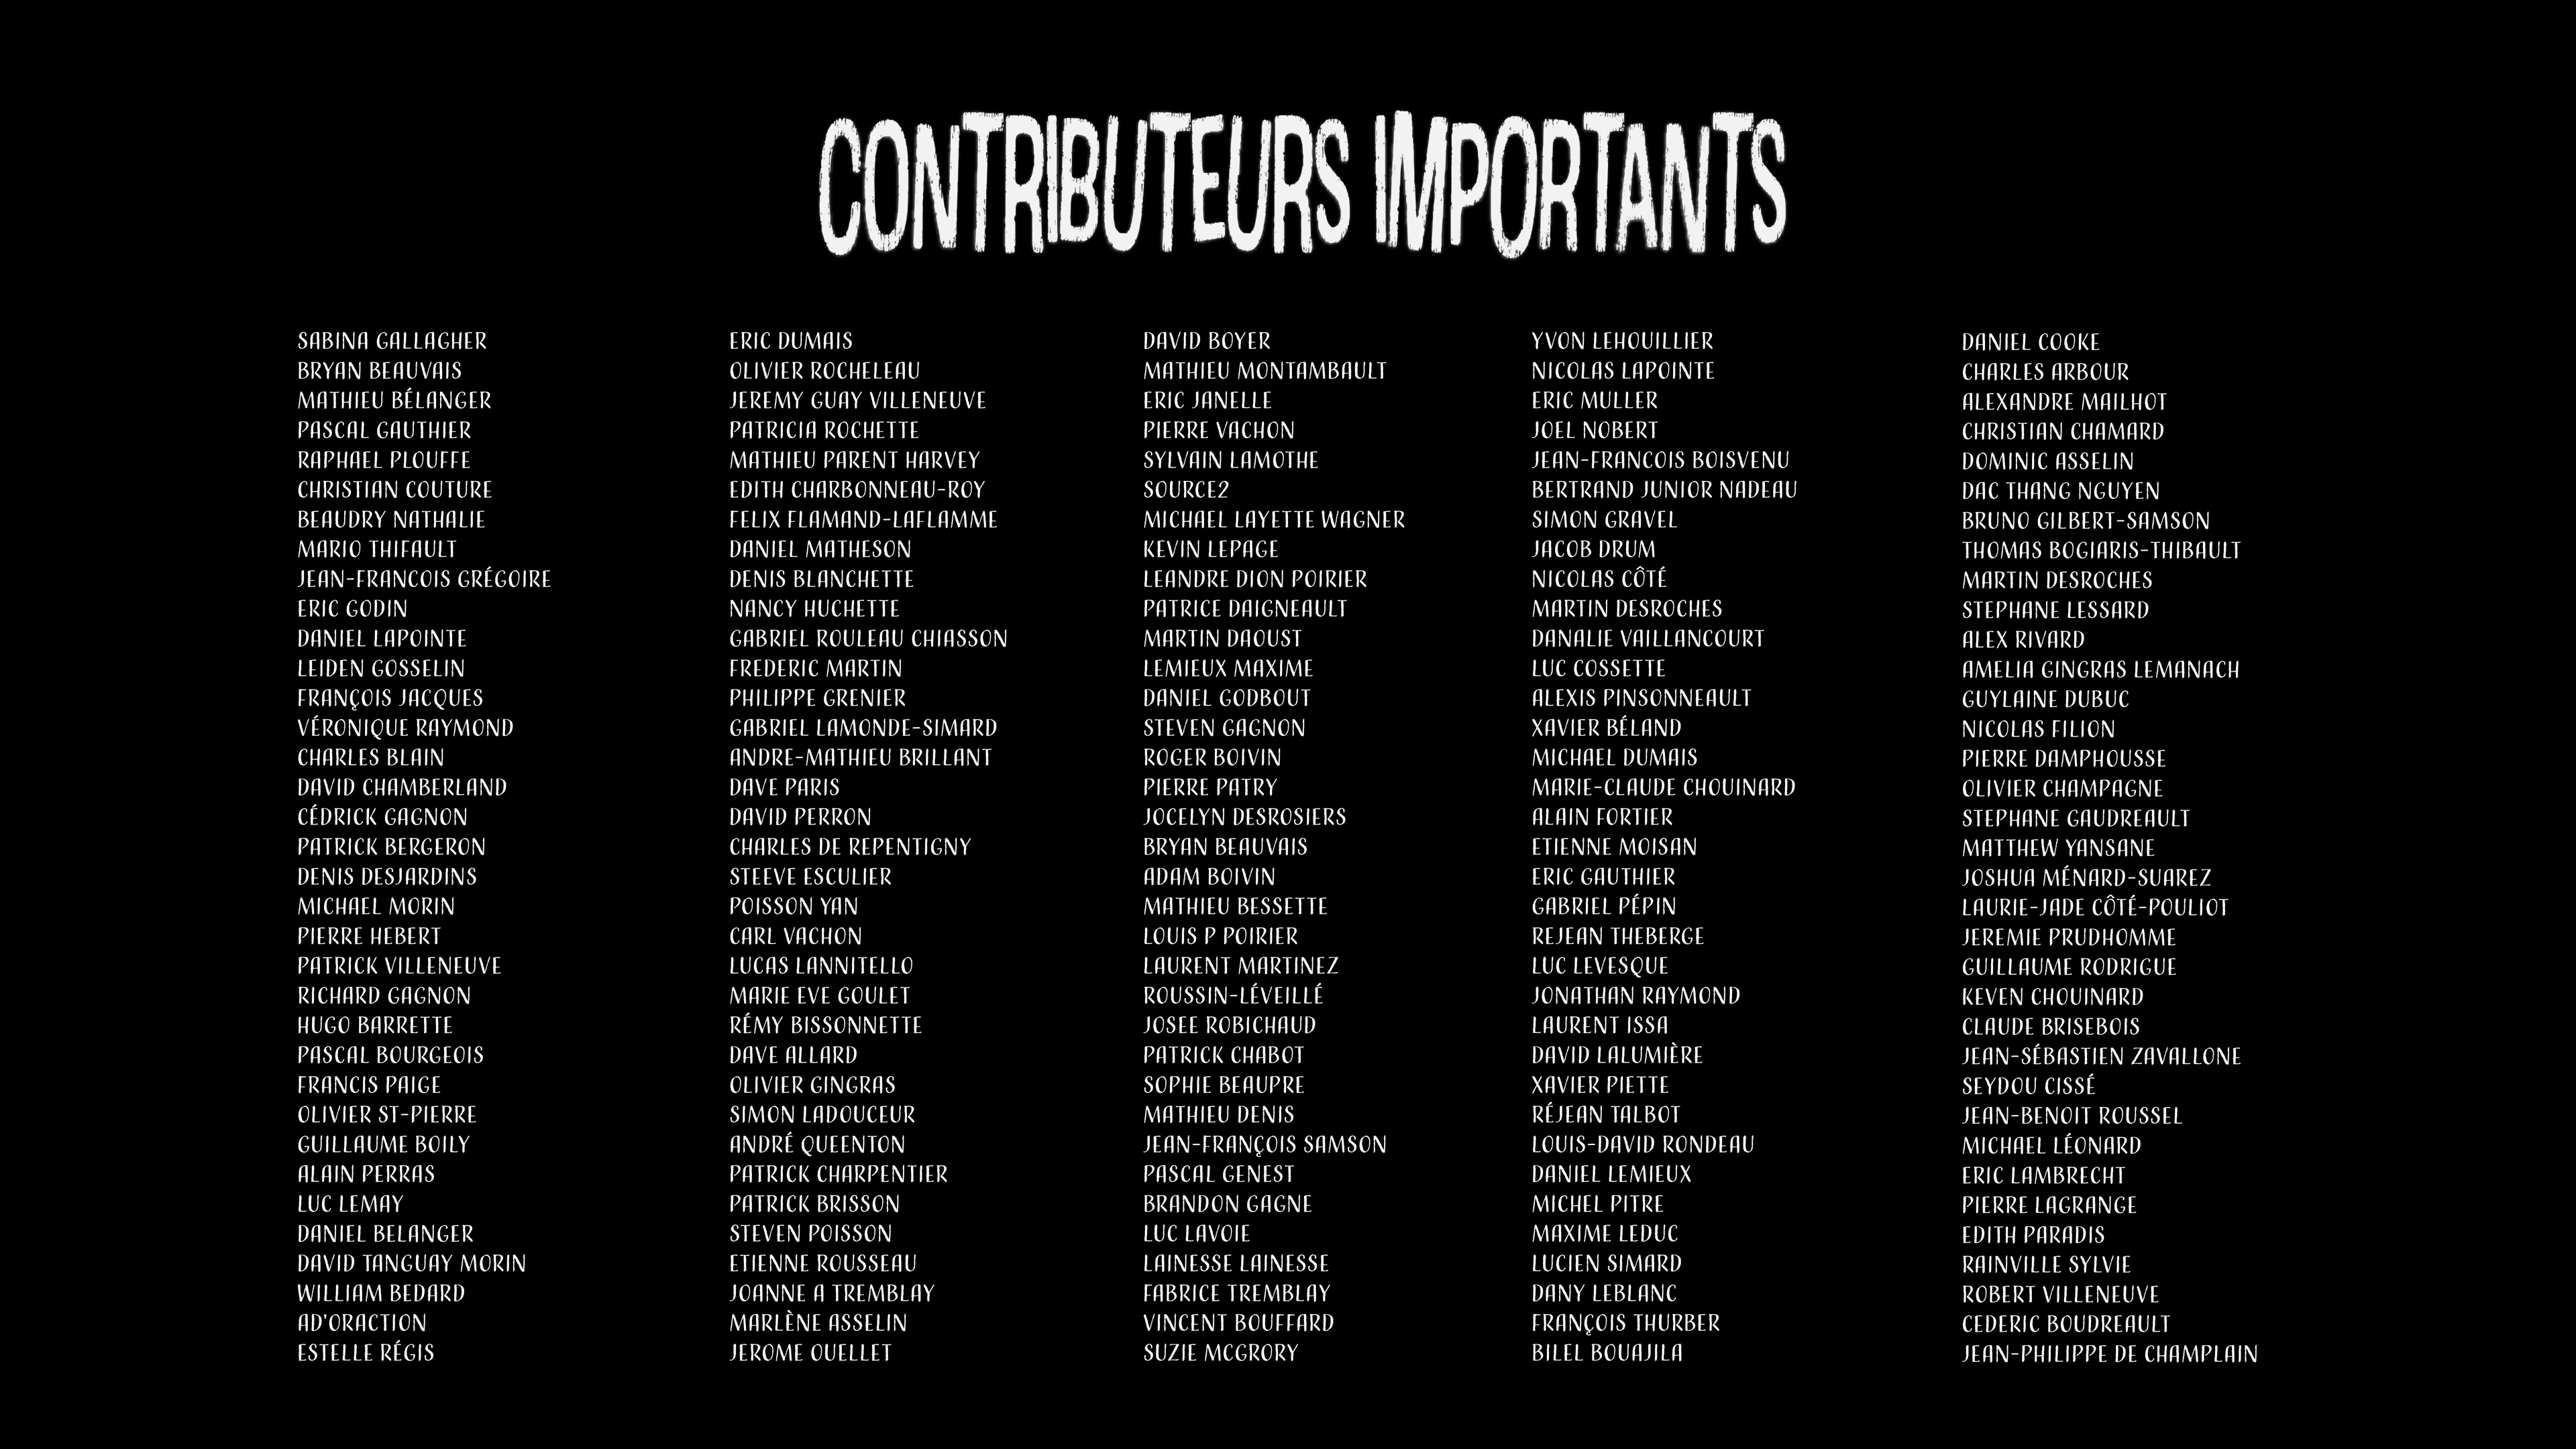 CONTRIBUTEURS IMPORTANTS
SABINA GALLAGHER
BRYAN BEAUVAIS
MATHIEU BÉLANGER
PASCAL GAUTHIER
RAPHAEL PLOUFFE
CHRISTIAN COUTURE
BEAUDRY NATHALIE
MARIO THIFAULT
JEAN-FRANCOIS GRÉGOIRE
ERIC GODIN
DANIEL LAPOINTE
LEIDEN GOSSELIN
FRANÇOIS JACQUES
VÉRONIQUE RAYMOND
CHARLES BLAIN
DAVID CHAMBERLAND
CÉDRICK GAGNON
PATRICK BERGERON
DENIS DESJARDINS
MICHAEL MORIN
PIERRE HEBERT
PATRICK VILLENEUVE
RICHARD GAGNON
HUGO BARRETTE
PASCAL BOURGEOIS
FRANCIS PAIGE
OLIVIER ST-PIERRE
GUILLAUME BOILY
ALAIN PERRAS
LUC LEMAY
DANIEL BELANGER
DAVID TANGUAY MORIN
WILLIAM BEDARD
AD'ORACTION
ESTELLE RÉGIS
ERIC DUMAIS
OLIVIER ROCHELEAU
JEREMY GUAY VILLENEUVE
PATRICIA ROCHETTE
MATHIEU PARENT HARVEY
EDITH CHARBONNEAU-ROY
FELIX FLAMAND-LAFLAMME
DANIEL MATHESON
DENIS BLANCHETTE
NANCY HUCHETTE
GABRIEL ROULEAU CHIASSON
FREDERIC MARTIN
PHILIPPE GRENIER
GABRIEL LAMONDE-SIMARD
ANDRE-MATHIEU BRILLANT
DAVE PARIS
DAVID PERRON
CHARLES DE REPENTIGNY
STEEVE ESCULIER
POISSON YAN
CARL VACHON
LUCAS LANNITELLO
MARIE EVE GOULET
RÉMY BISSONNETTE
DAVE ALLARD
OLIVIER GINGRAS
SIMON LADOUCEUR
ANDRÉ QUEENTON
PATRICK CHARPENTIER
PATRICK BRISSON
STEVEN POISSON
ETIENNE ROUSSEAU
JOANNE A TREMBLAY
MARLÈNE ASSELIN
JEROME OUELLET
DAVID BOYER
MATHIEU MONTAMBAULT
ERIC JANELLE
PIERRE VACHON
SYLVAIN LAMOTHE
SOURCE2
MICHAEL LAYETTE WAGNER
KEVIN LEPAGE
LEANDRE DION POIRIER
PATRICE DAIGNEAULT
MARTIN DAOUST
LEMIEUX MAXIME
DANIEL GODBOUT
STEVEN GAGNON
ROGER BOIVIN
PIERRE PATRY
JOCELYN DESROSIERS
BRYAN BEAUVAIS
ADAM BOIVIN
MATHIEU BESSETTE
LOUIS P POIRIER
LAURENT MARTINEZ
ROUSSIN-LÉVEILLÉ
JOSEE ROBICHAUD
PATRICK CHABOT
SOPHIE BEAUPRE
MATHIEU DENIS
JEAN-FRANÇOIS SAMSON
PASCAL GENEST
BRANDON GAGNE
LUC LAVOIE
LAINESSE LAINESSE
FABRICE TREMBLAY
VINCENT BOUFFARD
SUZIE MCGRORY
YVON LEHOUILLIER
NICOLAS LAPOINTE
ERIC MULLER
JOEL NOBERT
JEAN-FRANCOIS BOISVENU
BERTRAND JUNIOR NADEAU
SIMON GRAVEL
JACOB DRUM
NICOLAS CÔTÉ
MARTIN DESROCHES
DANALIE VAILLANCOURT
LUC COSSETTE
ALEXIS PINSONNEAULT
XAVIER BÉLAND
MICHAEL DUMAIS
MARIE-CLAUDE CHOUINARD
ALAIN FORTIER
ETIENNE MOISAN
ERIC GAUTHIER
GABRIEL PÉPIN
REJEAN THEBERGE
LUC LEVESQUE
JONATHAN RAYMOND
LAURENT ISSA
DAVID LALUMIÈRE
XAVIER PIETTE
RÉJEAN TALBOT
LOUIS-DAVID RONDEAU
DANIEL LEMIEUX
MICHEL PITRE
MAXIME LEDUC
LUCIEN SIMARD
DANY LEBLANC
FRANÇOIS THURBER
BILEL BOUAJILA
DANIEL COOKE
CHARLES ARBOUR
ALEXANDRE MAILHOT
CHRISTIAN CHAMARD
DOMINIC ASSELIN
DAC THANG NGUYEN
BRUNO GILBERT-SAMSON
THOMAS BOGIARIS-THIBAULT
MARTIN DESROCHES
STEPHANE LESSARD
ALEX RIVARD
AMELIA GINGRAS LEMANACH
GUYLAINE DUBUC
NICOLAS FILION
PIERRE DAMPHOUSSE
OLIVIER CHAMPAGNE
STEPHANE GAUDREAULT
MATTHEW YANSANE
JOSHUA MÉNARD-SUAREZ
LAURIE-JADE CÔTÉ-POULIOT
JEREMIE PRUDHOMME
GUILLAUME RODRIGUE
KEVEN CHOUINARD
CLAUDE BRISEBOIS
JEAN-SÉBASTIEN ZAVALLONE
SEYDOU CISSÉ
JEAN-BENOIT ROUSSEL
MICHAEL LÉONARD
ERIC LAMBRECHT
PIERRE LAGRANGE
EDITH PARADIS
RAINVILLE SYLVIE
ROBERT VILLENEUVE
CEDERIC BOUDREAULT
JEAN-PHILIPPE DE CHAMPLAIN